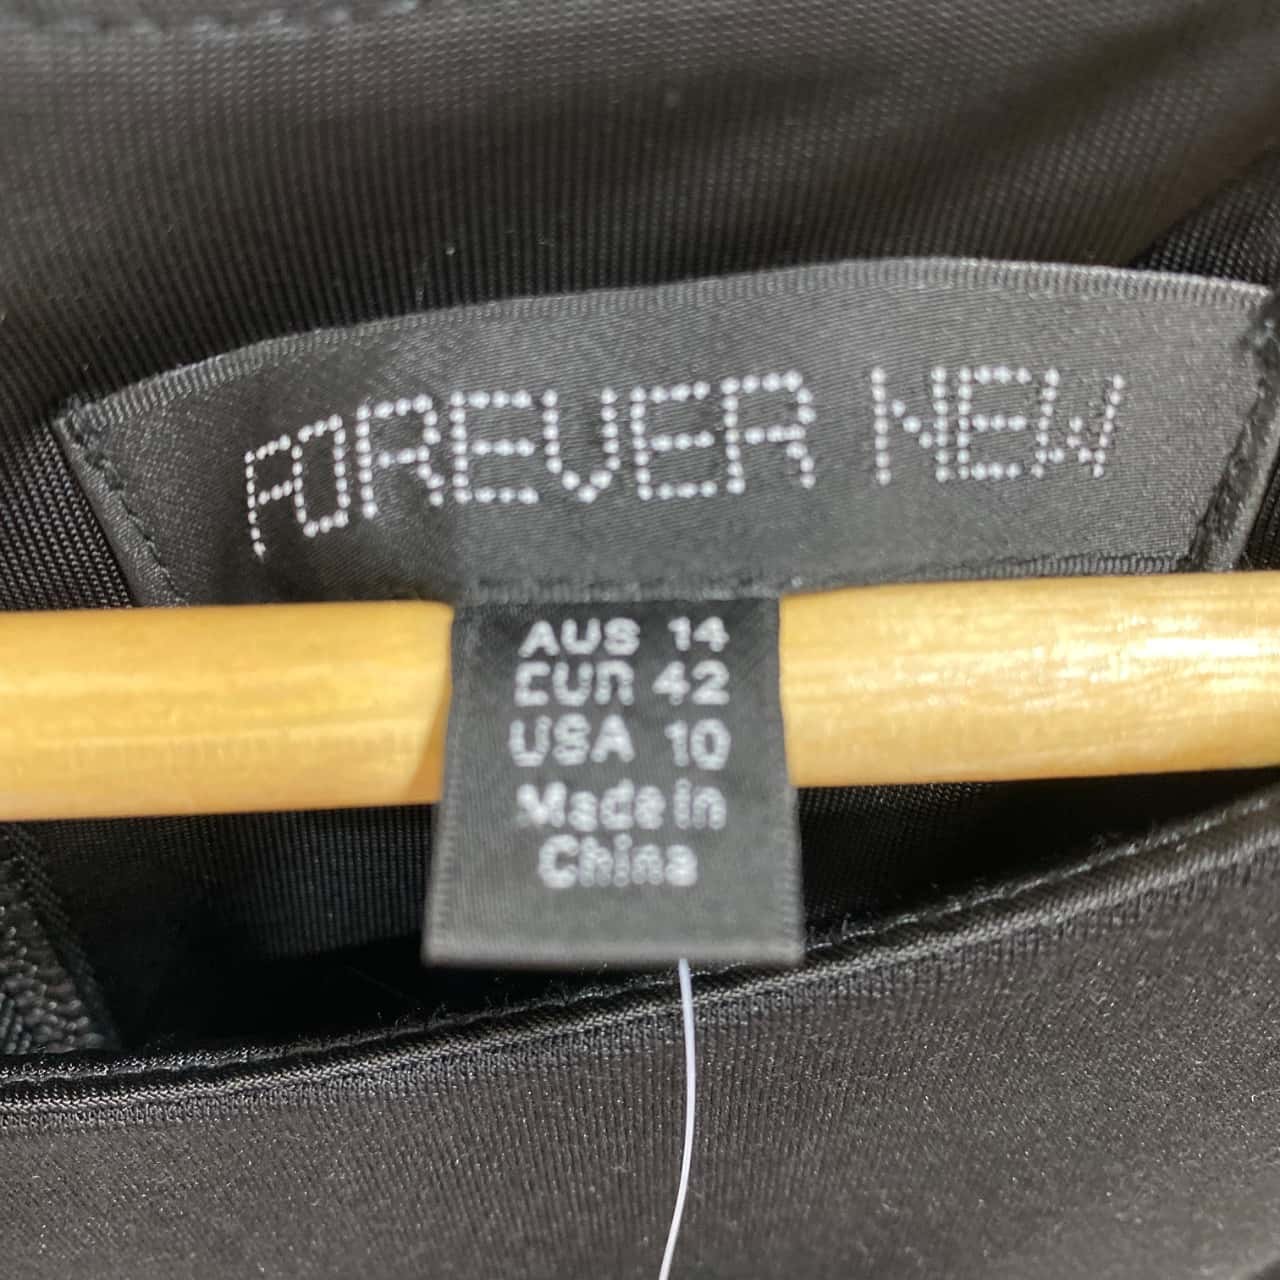 FOREVER NEW
AUS 14
EUR 42
USA 10
Made in
China